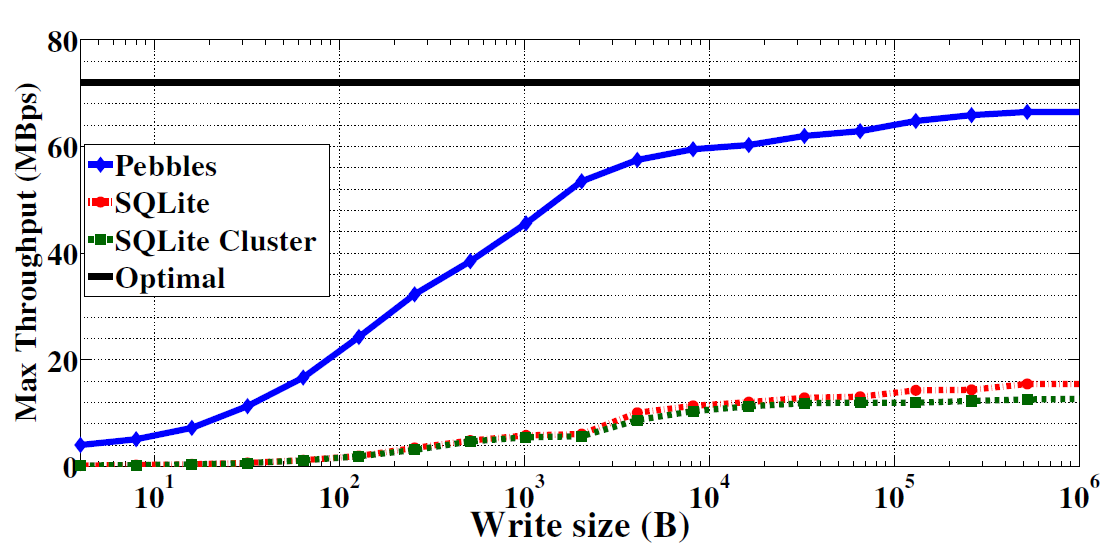 80
60
40
20
0
Max Throughput (MBps)
Pebbles
SQLite
SQLite Cluster
Optimal
10^1
10^2
10^3
10^4
10^5
10^6
Write size (B)